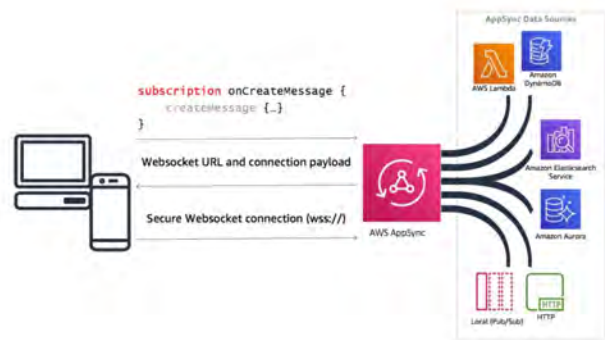 AppSync Data Sources
AWS Lambda
Amazon
DynamoDB
subscription onCreateMessage {
createMessage {…}
}
Websocket URL and connection payload
Amazon Elasticsearch
Service
Secure Websocket connection (wss://)
AWS AppSync
Amazon Aurora
HTTP
Local (Pub/Sub)
HTTP